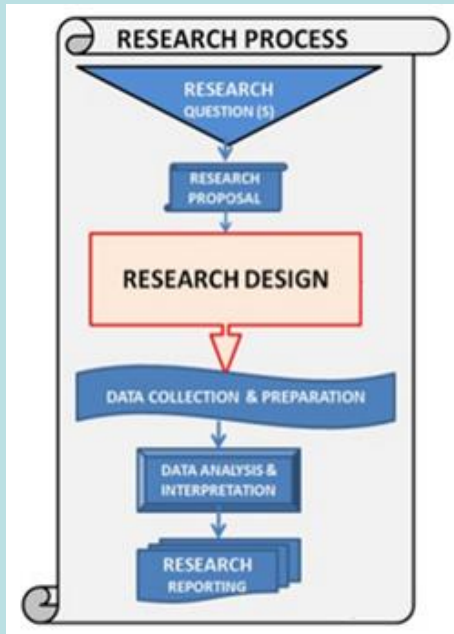 RESEARCH PROCESS
RESEARCH
QUESTION (S)
RESEARCH
PROPOSAL
RESEARCH DESIGN
DATA COLLECTION & PREPARATION
DATA ANALYSIS &
INTERPRETATION
RESEARCH
REPORTING